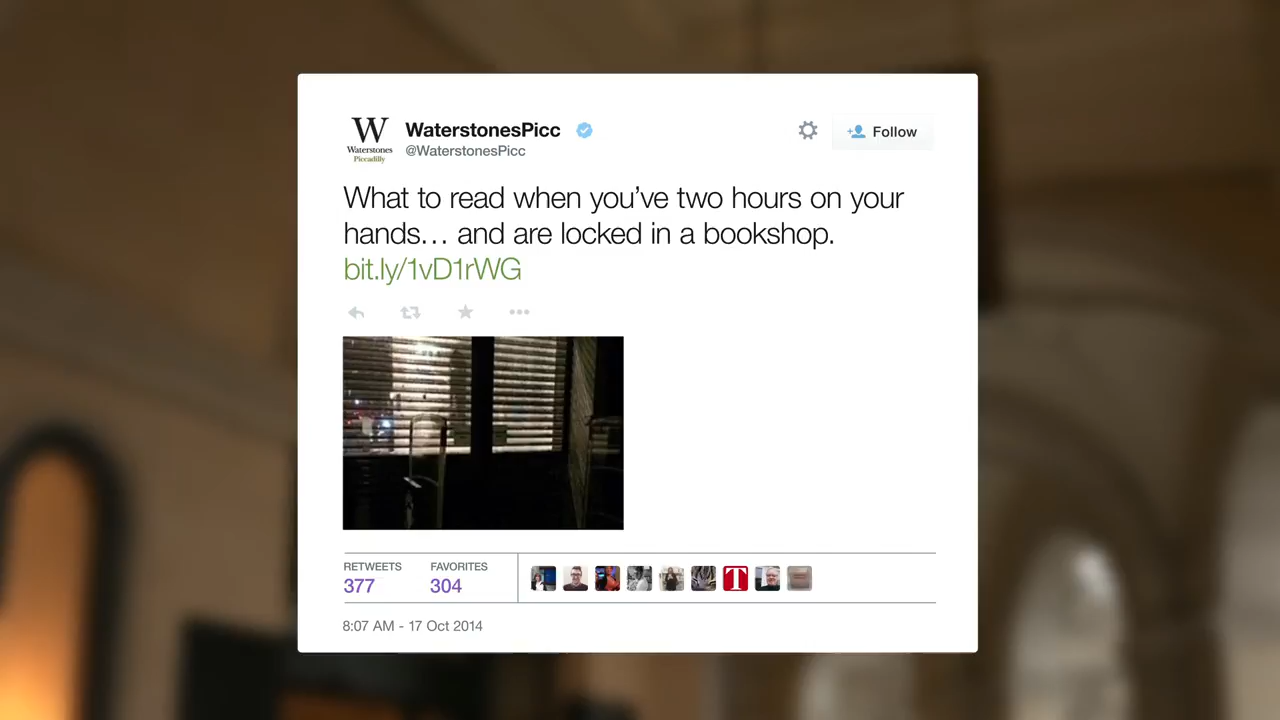 W
Waterstones
Piccadilly
WaterstonesPicc
@WaterstonesPicc
Follow
What to read when you’ve two hours on your
hands… and are locked in a bookshop.
bit.ly/1vD1rWG
RETWEETS FAVORITES
377 304
T
8:07 AM - 17 Oct 2014